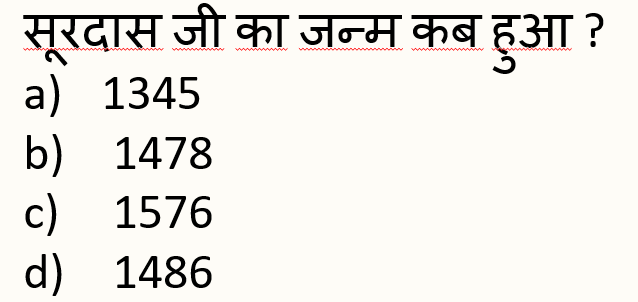 सूरदास जी का जन्म कब हुआ ?
a) 1345
b) 1478
c) 1576
d) 1486